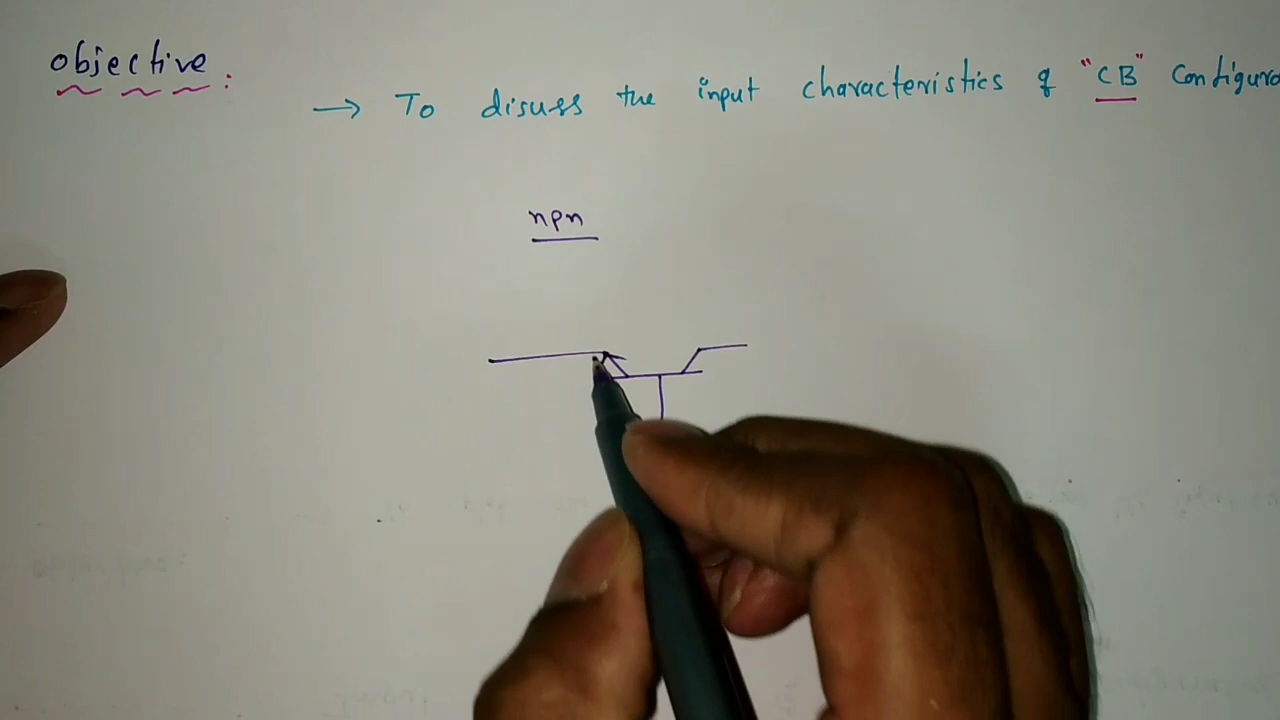 objective :
→ To disuss the input characteristics of "CB" Configura
npn